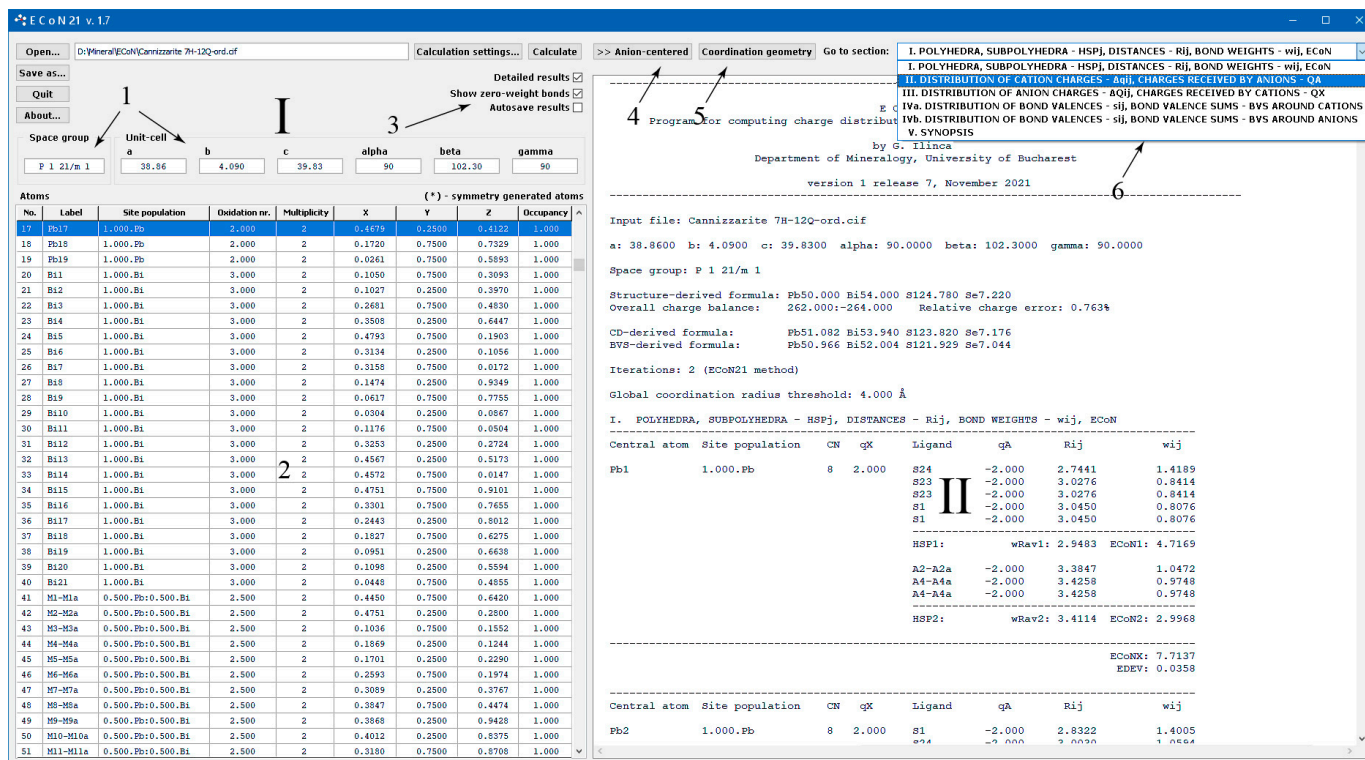 ECoN21 v. 1.7
Open... D:\Mineral\ECoN\Cannizzarite 7H-12Q-ord.cif Calculation settings... Calculate
Save as... Detailed results
Quit Show zero-weight bonds
About... Autosave results
1 I 3
Space group Unit-cell
a b c alpha beta gamma
P 1 21/m 1 38.86 4.090 39.83 90 102.30 90
Atoms (*) - symmetry generated atoms
No. Label Site population Oxidation nr. Multiplicity X Y Z Occupancy
17 Pb17 1.000.Pb 2.000 2 0.4679 0.2500 0.4122 1.000
18 Pb18 1.000.Pb 2.000 2 0.1720 0.7500 0.7329 1.000
19 Pb19 1.000.Pb 2.000 2 0.0261 0.7500 0.5893 1.000
20 Bi1 1.000.Bi 3.000 2 0.1050 0.7500 0.3093 1.000
21 Bi2 1.000.Bi 3.000 2 0.1027 0.2500 0.3970 1.000
22 Bi3 1.000.Bi 3.000 2 0.2681 0.7500 0.4830 1.000
23 Bi4 1.000.Bi 3.000 2 0.3508 0.2500 0.6447 1.000
24 Bi5 1.000.Bi 3.000 2 0.4793 0.7500 0.1903 1.000
25 Bi6 1.000.Bi 3.000 2 0.3134 0.2500 0.1056 1.000
26 Bi7 1.000.Bi 3.000 2 0.3158 0.7500 0.0172 1.000
27 Bi8 1.000.Bi 3.000 2 0.1474 0.2500 0.9349 1.000
28 Bi9 1.000.Bi 3.000 2 0.0617 0.7500 0.7755 1.000
29 Bi10 1.000.Bi 3.000 2 0.0304 0.2500 0.0867 1.000
30 Bi11 1.000.Bi 3.000 2 0.1176 0.7500 0.0504 1.000
31 Bi12 1.000.Bi 3.000 2 0.3253 0.2500 0.2724 1.000
32 Bi13 1.000.Bi 3.000 2 0.4567 0.2500 0.5173 1.000
33 Bi14 1.000.Bi 3.000 2 2 0.4572 0.7500 0.0147 1.000
34 Bi15 1.000.Bi 3.000 2 0.4751 0.7500 0.9101 1.000
35 Bi16 1.000.Bi 3.000 2 0.3301 0.7500 0.7655 1.000
36 Bi17 1.000.Bi 3.000 2 0.2443 0.2500 0.8012 1.000
37 Bi18 1.000.Bi 3.000 2 0.1827 0.7500 0.6275 1.000
38 Bi19 1.000.Bi 3.000 2 0.0951 0.2500 0.6638 1.000
39 Bi20 1.000.Bi 3.000 2 0.1098 0.2500 0.5594 1.000
40 Bi21 1.000.Bi 3.000 2 0.0448 0.7500 0.4855 1.000
41 M1-M1a 0.500.Pb:0.500.Bi 2.500 2 0.4450 0.7500 0.6420 1.000
42 M2-M2a 0.500.Pb:0.500.Bi 2.500 2 0.4751 0.2500 0.2800 1.000
43 M3-M3a 0.500.Pb:0.500.Bi 2.500 2 0.1036 0.7500 0.1552 1.000
44 M4-M4a 0.500.Pb:0.500.Bi 2.500 2 0.1869 0.2500 0.1244 1.000
45 M5-M5a 0.500.Pb:0.500.Bi 2.500 2 0.1701 0.2500 0.2290 1.000
46 M6-M6a 0.500.Pb:0.500.Bi 2.500 2 0.2593 0.7500 0.1974 1.000
47 M7-M7a 0.500.Pb:0.500.Bi 2.500 2 0.3089 0.2500 0.3767 1.000
48 M8-M8a 0.500.Pb:0.500.Bi 2.500 2 0.3847 0.7500 0.4474 1.000
49 M9-M9a 0.500.Pb:0.500.Bi 2.500 2 0.3868 0.2500 0.9428 1.000
50 M10-M10a 0.500.Pb:0.500.Bi 2.500 2 0.4012 0.2500 0.8375 1.000
51 M11-M11a 0.500.Pb:0.500.Bi 2.500 2 0.3180 0.7500 0.8708 1.000
>> Anion-centered Coordination geometry Go to section: I. POLYHEDRA, SUBPOLYHEDRA - HSPj, DISTANCES - Rij, BOND WEIGHTS - wij, ECoN
I. POLYHEDRA, SUBPOLYHEDRA - HSPj, DISTANCES - Rij, BOND WEIGHTS - wij, ECoN
II. DISTRIBUTION OF CATION CHARGES - Δqij, CHARGES RECEIVED BY ANIONS - QA
III. DISTRIBUTION OF ANION CHARGES - ΔQij, CHARGES RECEIVED BY CATIONS - QX
IVa. DISTRIBUTION OF BOND VALENCES - sij, BOND VALENCE SUMS - BVS AROUND CATIONS
IVb. DISTRIBUTION OF BOND VALENCES - sij, BOND VALENCE SUMS - BVS AROUND ANIONS
V. SYNOPSIS
4 5 6
E C
Program for computing charge distribut
by G. Ilinca
Department of Mineralogy, University of Bucharest
version 1 release 7, November 2021
Input file: Cannizzarite 7H-12Q-ord.cif
a: 38.8600 b: 4.0900 c: 39.8300 alpha: 90.0000 beta: 102.3000 gamma: 90.0000
Space group: P 1 21/m 1
Structure-derived formula: Pb50.000 Bi54.000 S124.780 Se7.220
Overall charge balance: 262.000:-264.000 Relative charge error: 0.763%
CD-derived formula: Pb51.082 Bi53.940 S123.820 Se7.176
BVS-derived formula: Pb50.966 Bi52.004 S121.929 Se7.044
Iterations: 2 (ECoN21 method)
Global coordination radius threshold: 4.000 Å
I. POLYHEDRA, SUBPOLYHEDRA - HSPj, DISTANCES - Rij, BOND WEIGHTS - wij, ECoN
Central atom Site population CN qX Ligand qA Rij wij
Pb1 1.000.Pb 8 2.000 S24 -2.000 2.7441 1.4189
S23 -2.000 3.0276 0.8414
S23 -2.000 3.0276 0.8414
S1 -2.000 3.0450 0.8076
S1 -2.000 3.0450 0.8076
II
HSP1: wRav1: 2.9483 ECoN1: 4.7169
A2-A2a -2.000 3.3847 1.0472
A4-A4a -2.000 3.4258 0.9748
A4-A4a -2.000 3.4258 0.9748
HSP2: wRav2: 3.4114 ECoN2: 2.9968
ECoNX: 7.7137
EDEV: 0.0358
Central atom Site population CN qX Ligand qA Rij wij
Pb2 1.000.Pb 8 2.000 S1 -2.000 2.8322 1.4005
S24 -2.000 3.0030 1.0594